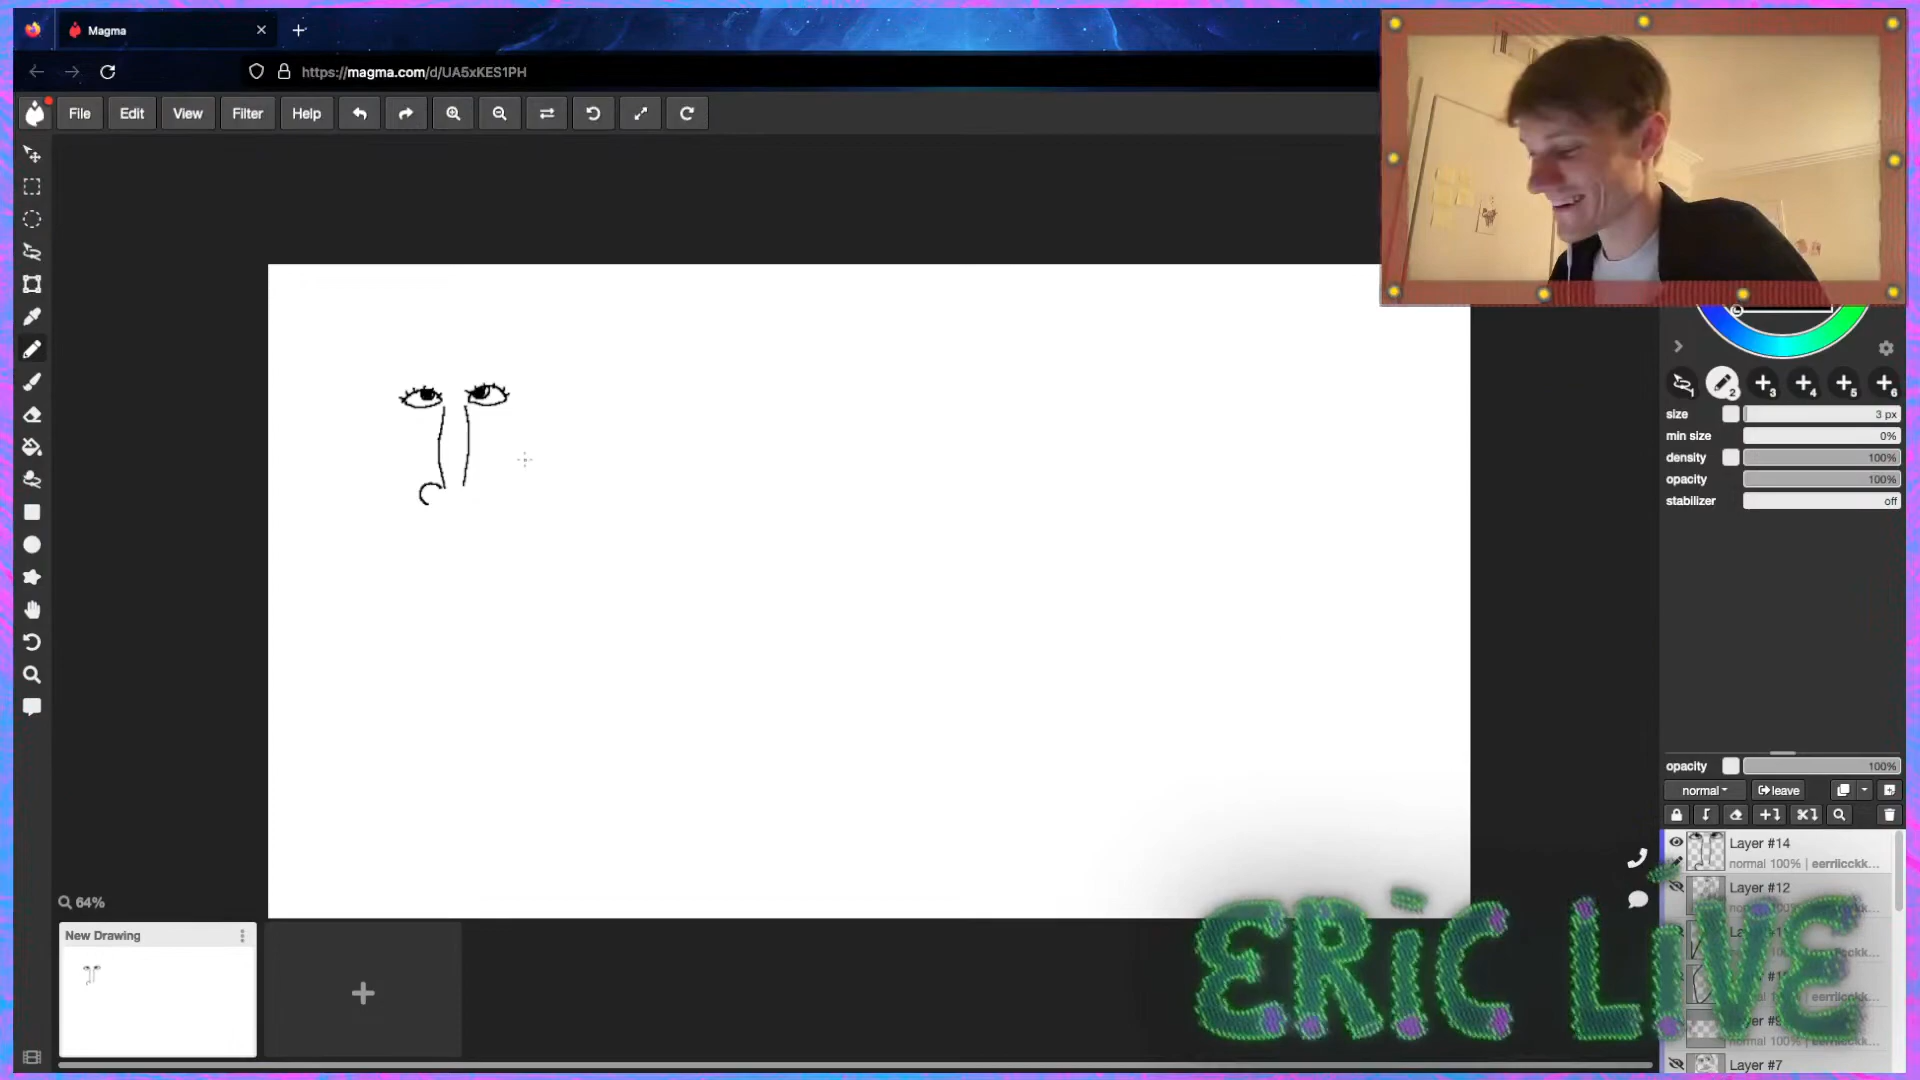 Magma
https://magma.com/d/UA5xKES1PH
File Edit View Filter Help
size 3 px
min size 0%
density 100%
opacity 100%
stabilizer off
opacity 100%
normal leave
Layer #14
normal 100% | eerriicckk...
Layer #12
Layer #7
64%
New Drawing
ERiC LiVE